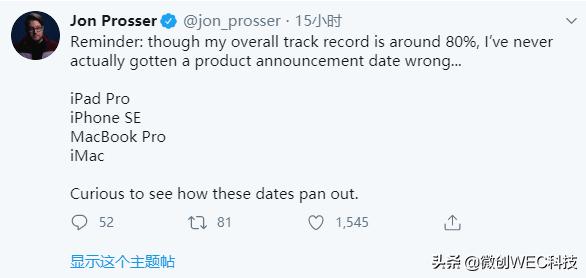 Jon Prosser @jon_prosser · 15小时
Reminder: though my overall track record is around 80%, I've never
actually gotten a product announcement date wrong...
iPad Pro
iPhone SE
MacBook Pro
iMac
Curious to see how these dates pan out.
52 81 1,545
显示这个主题帖
头条 @微创WEC科技